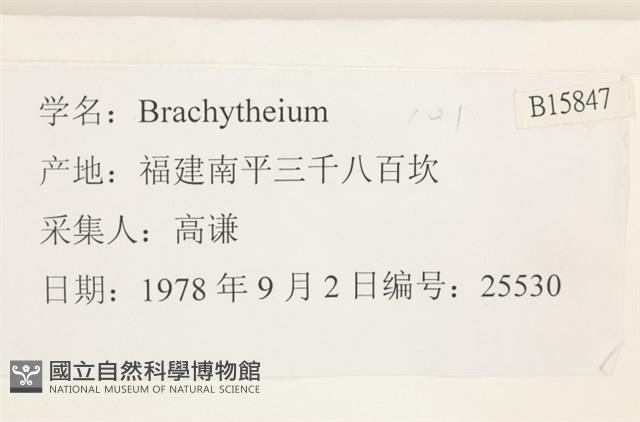 学名：Brachytheium
B15847
产地：福建南平三千八百坎
采集人：高谦
日期：1978年9月2日编号：25530
國立自然科學博物館
NATIONAL MUSEUM OF NATURAL SCIENCE